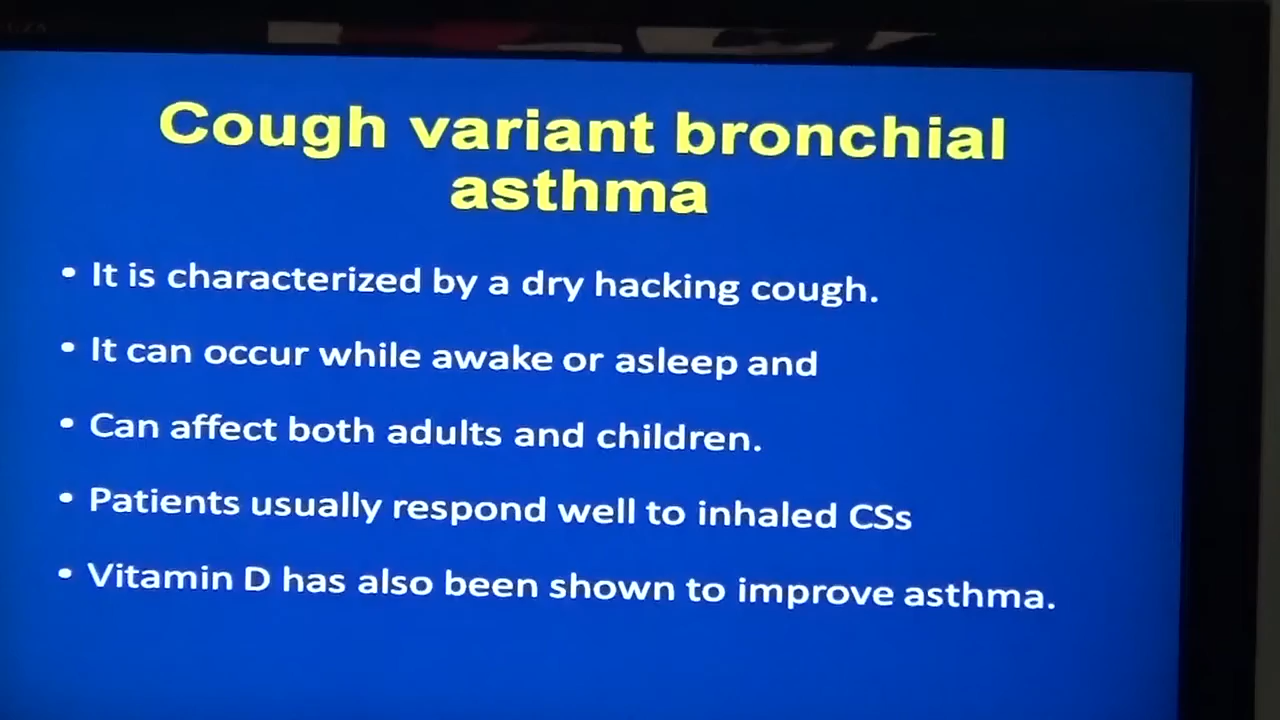 Cough variant bronchial
asthma
• It is characterized by a dry hacking cough.
• It can occur while awake or asleep and
• Can affect both adults and children.
• Patients usually respond well to inhaled CSs
• Vitamin D has also been shown to improve asthma.